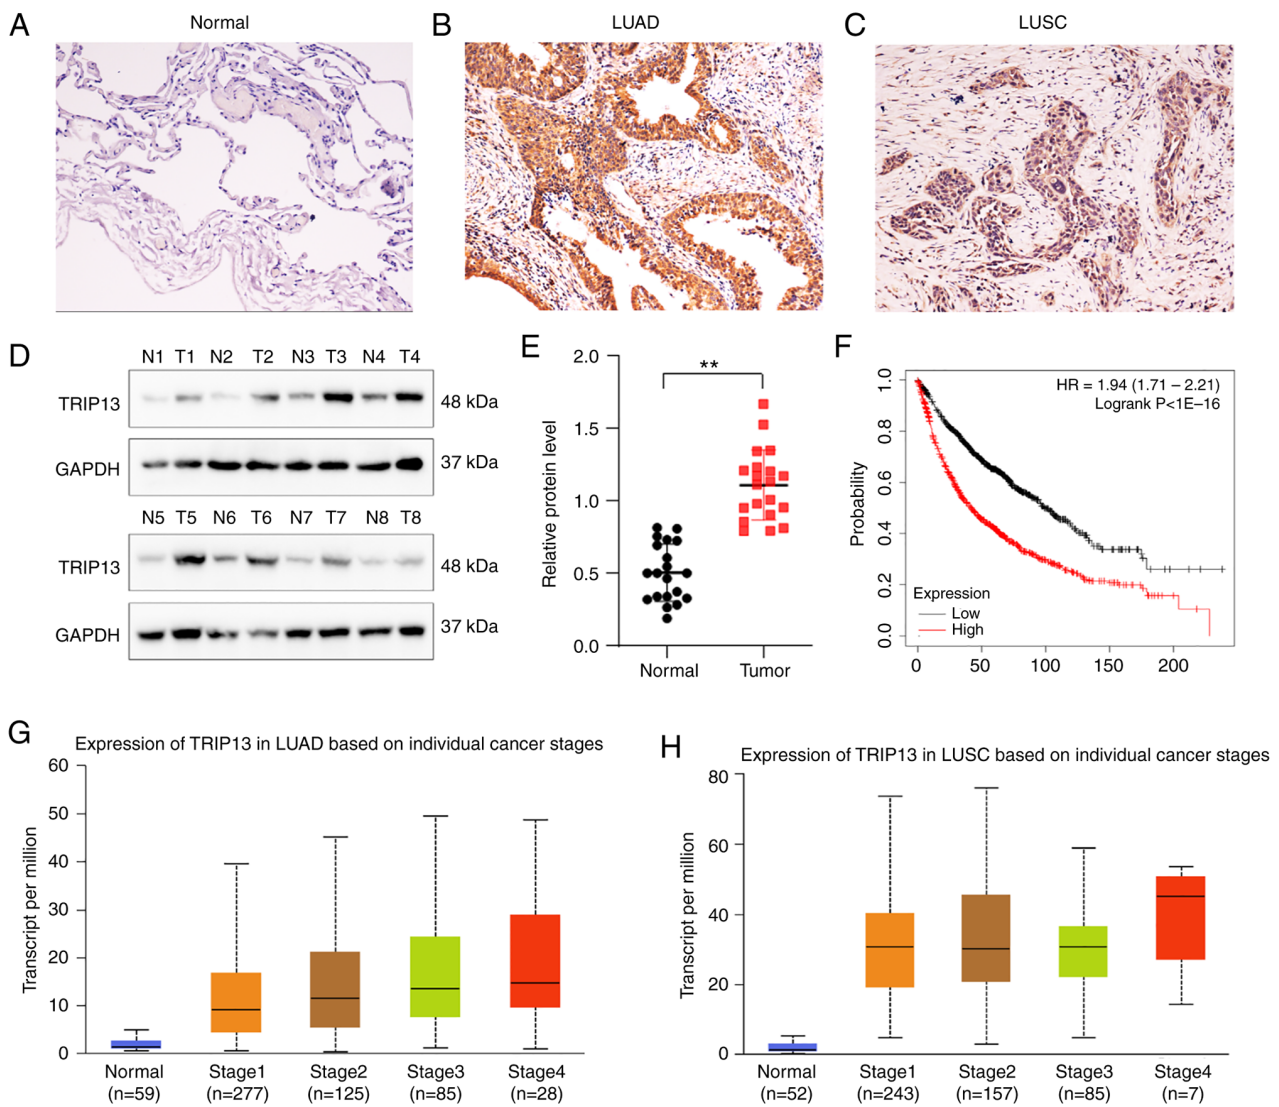 A Normal
B LUAD
C LUSC
D
N1 T1 N2 T2 N3 T3 N4 T4
TRIP13 48 kDa
GAPDH 37 kDa
N5 T5 N6 T6 N7 T7 N8 T8
TRIP13 48 kDa
GAPDH 37 kDa
E
Relative protein level
2.0
1.5
1.0
0.5
0.0
**
Normal Tumor
F
Probability
1.0
0.8
0.6
0.4
0.2
0.0
HR = 1.94 (1.71 – 2.21)
Logrank P<1E–16
Expression
Low
High
0 50 100 150 200
G
Expression of TRIP13 in LUAD based on individual cancer stages
Transcript per million
60
50
40
30
20
10
0
Normal Stage1 Stage2 Stage3 Stage4
(n=59) (n=277) (n=125) (n=85) (n=28)
H
Expression of TRIP13 in LUSC based on individual cancer stages
Transcript per million
80
60
40
20
0
Normal Stage1 Stage2 Stage3 Stage4
(n=52) (n=243) (n=157) (n=85) (n=7)